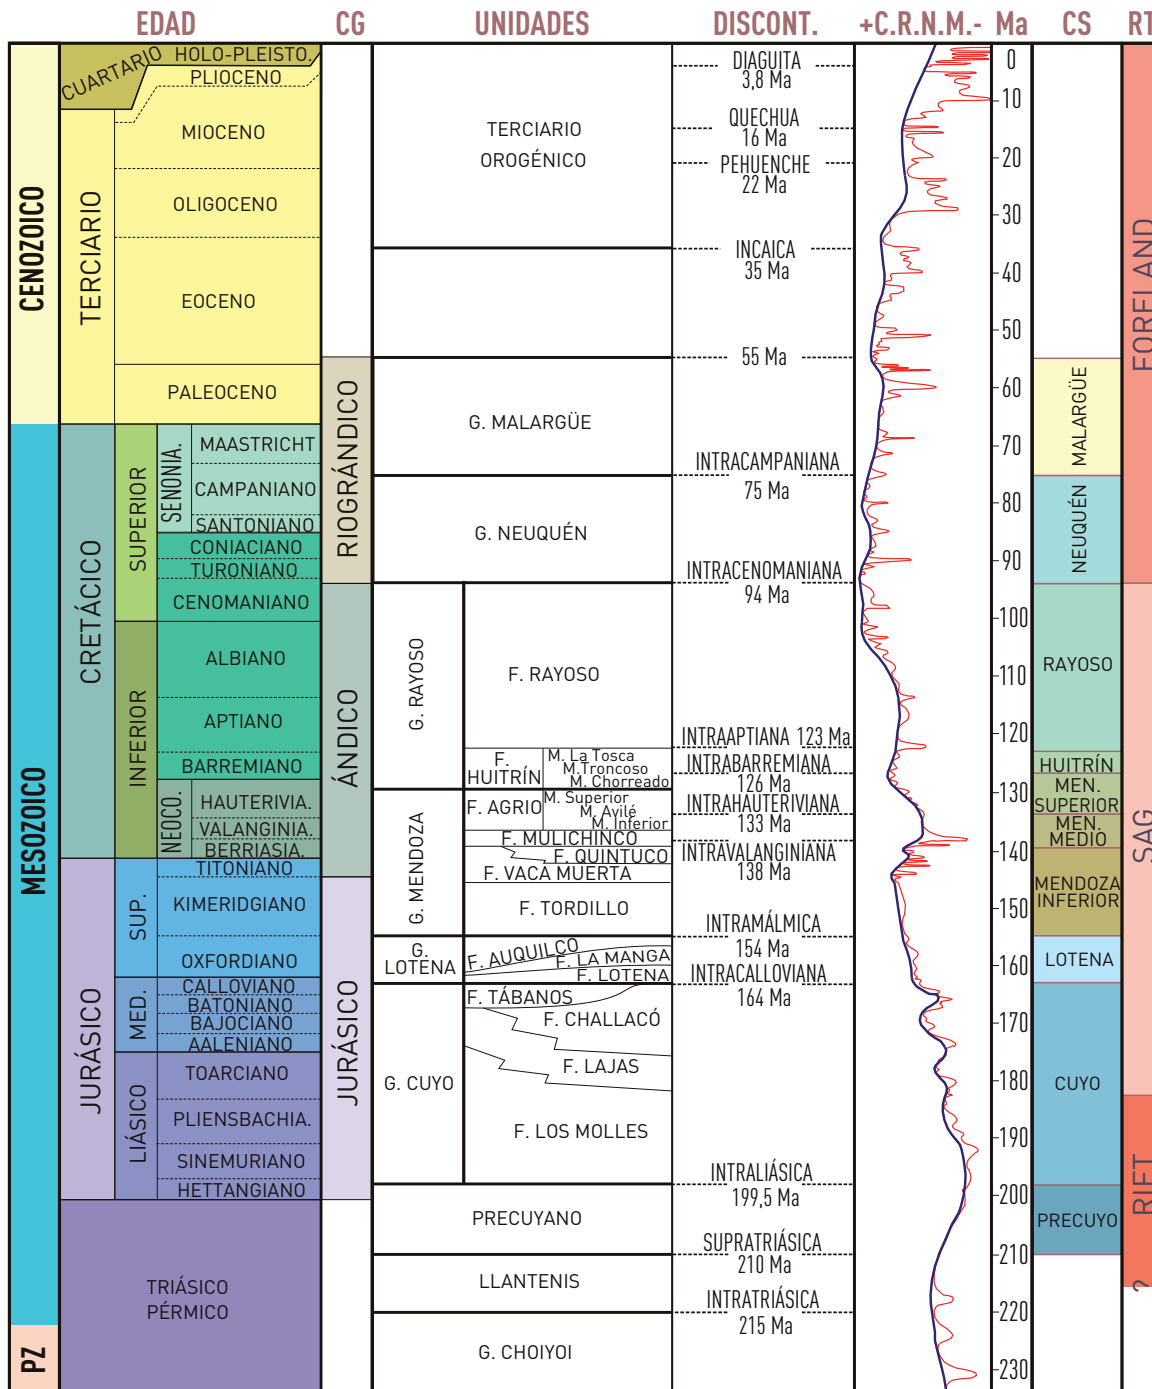 EDAD CG UNIDADES DISCONT. +C.R.N.M.- Ma CS RT
CENOZOICO
MESOZOICO
PZ
CUARTARIO
TERCIARIO
CRETÁCICO
JURÁSICO
TRIÁSICO
PÉRMICO
HOLO-PLEISTO.
PLIOCENO
MIOCENO
OLIGOCENO
EOCENO
PALEOCENO
SUPERIOR
SENONIA.
MAASTRICHT
CAMPANIANO
SANTONIANO
CONIACIANO
TURONIANO
CENOMANIANO
INFERIOR
ALBIANO
APTIANO
BARREMIANO
NEOCO.
HAUTERIVIA.
VALANGINIA.
BERRIASIA.
SUP.
TITONIANO
KIMERIDGIANO
OXFORDIANO
MED.
CALLOVIANO
BATONIANO
BAJOCIANO
AALENIANO
LIÁSICO
TOARCIANO
PLIENSBACHIA.
SINEMURIANO
HETTANGIANO
RIOGRÁNDICO
ÁNDICO
JURÁSICO
TERCIARIO
OROGÉNICO
G. MALARGÜE
G. NEUQUÉN
G. RAYOSO
F. RAYOSO
F.
HUITRÍN
M. La Tosca
M.Troncoso
M. Chorreado
G. MENDOZA
F. AGRIO
M. Superior
M. Avilé
M. Inferior
F. MULICHINCO
F. QUINTUCO
F. VACA MUERTA
F. TORDILLO
G.
LOTENA
F. AUQUILCO
F. LA MANGA
F. LOTENA
G. CUYO
F. TÁBANOS
F. CHALLACÓ
F. LAJAS
F. LOS MOLLES
PRECUYANO
LLANTENIS
G. CHOIYOI
DIAGUITA
3,8 Ma
QUECHUA
16 Ma
PEHUENCHE
22 Ma
INCAICA
35 Ma
55 Ma
INTRACAMPANIANA
75 Ma
INTRACENOMANIANA
94 Ma
INTRAAPTIANA 123 Ma
INTRABARREMIANA
126 Ma
INTRAHAUTERIVIANA
133 Ma
INTRAVALANGINIANA
138 Ma
INTRAMÁLMICA
154 Ma
INTRACALLOVIANA
164 Ma
INTRALIÁSICA
199,5 Ma
SUPRATRIÁSICA
210 Ma
INTRATRIÁSICA
215 Ma
0
10
20
30
40
50
60
70
80
90
100
110
120
130
140
150
160
170
180
190
200
210
220
230
MALARGÜE
NEUQUÉN
RAYOSO
HUITRÍN
MEN.
SUPERIOR
MEN.
MEDIO
MENDOZA
INFERIOR
LOTENA
CUYO
PRECUYO
FORELAND
SAG
RIFT
?